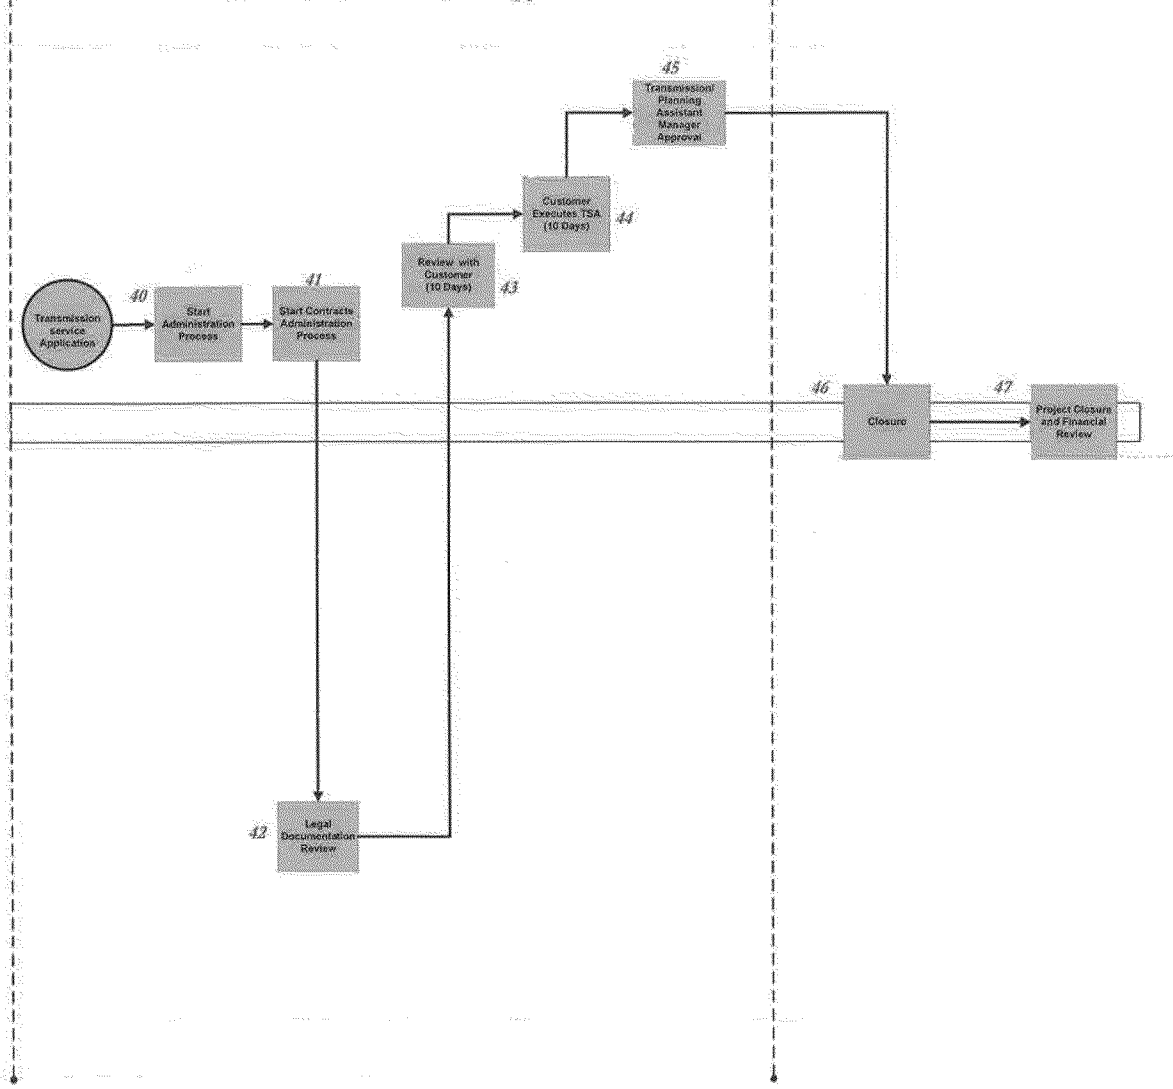 45
Transmission/
Planning
Assistant
Manager
Approval
Customer
Executes TSA
(10 Days)
44
Review with
Customer
(10 Days)
43
40
41
Transmission
service
Application
Start
Administration
Process
Start Contracts
Administration
Process
46
47
Closure
Project Closure
and Financial
Review
42
Legal
Documentation
Review